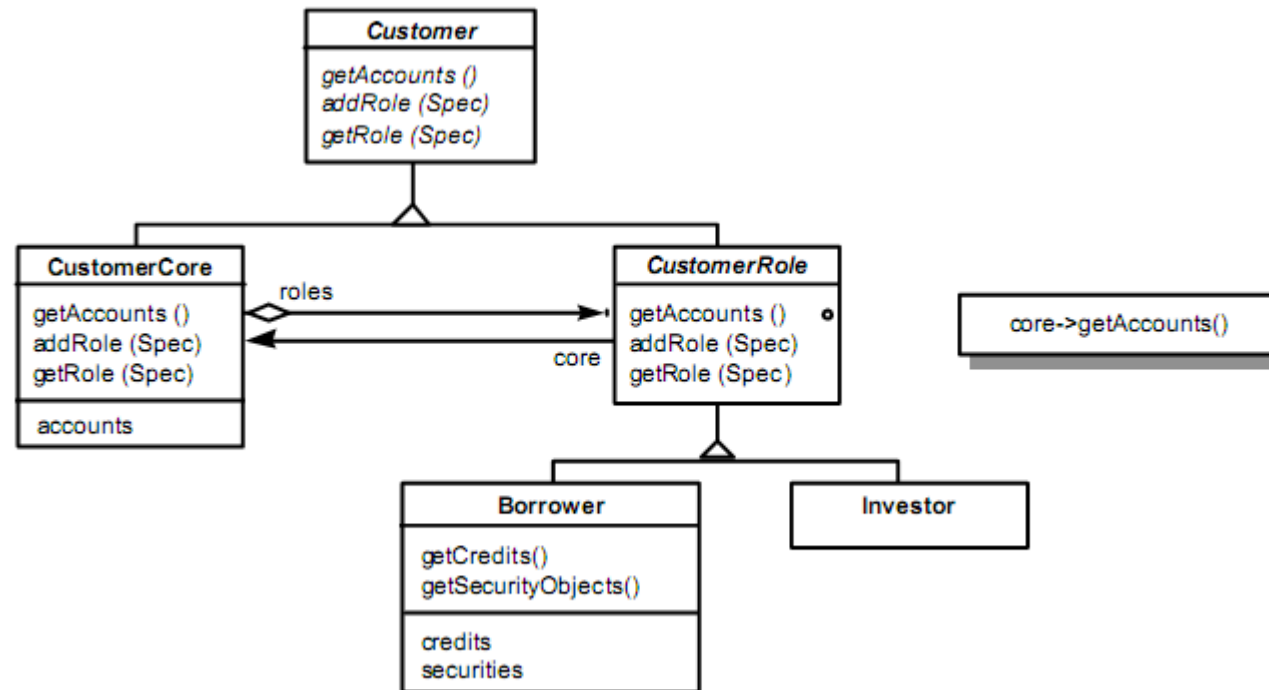 Customer
getAccounts ()
addRole (Spec)
getRole (Spec)
CustomerCore
getAccounts ()
addRole (Spec)
getRole (Spec)
accounts
roles
core
CustomerRole
getAccounts ()
addRole (Spec)
getRole (Spec)
core->getAccounts()
Borrower
getCredits()
getSecurityObjects()
credits
securities
Investor